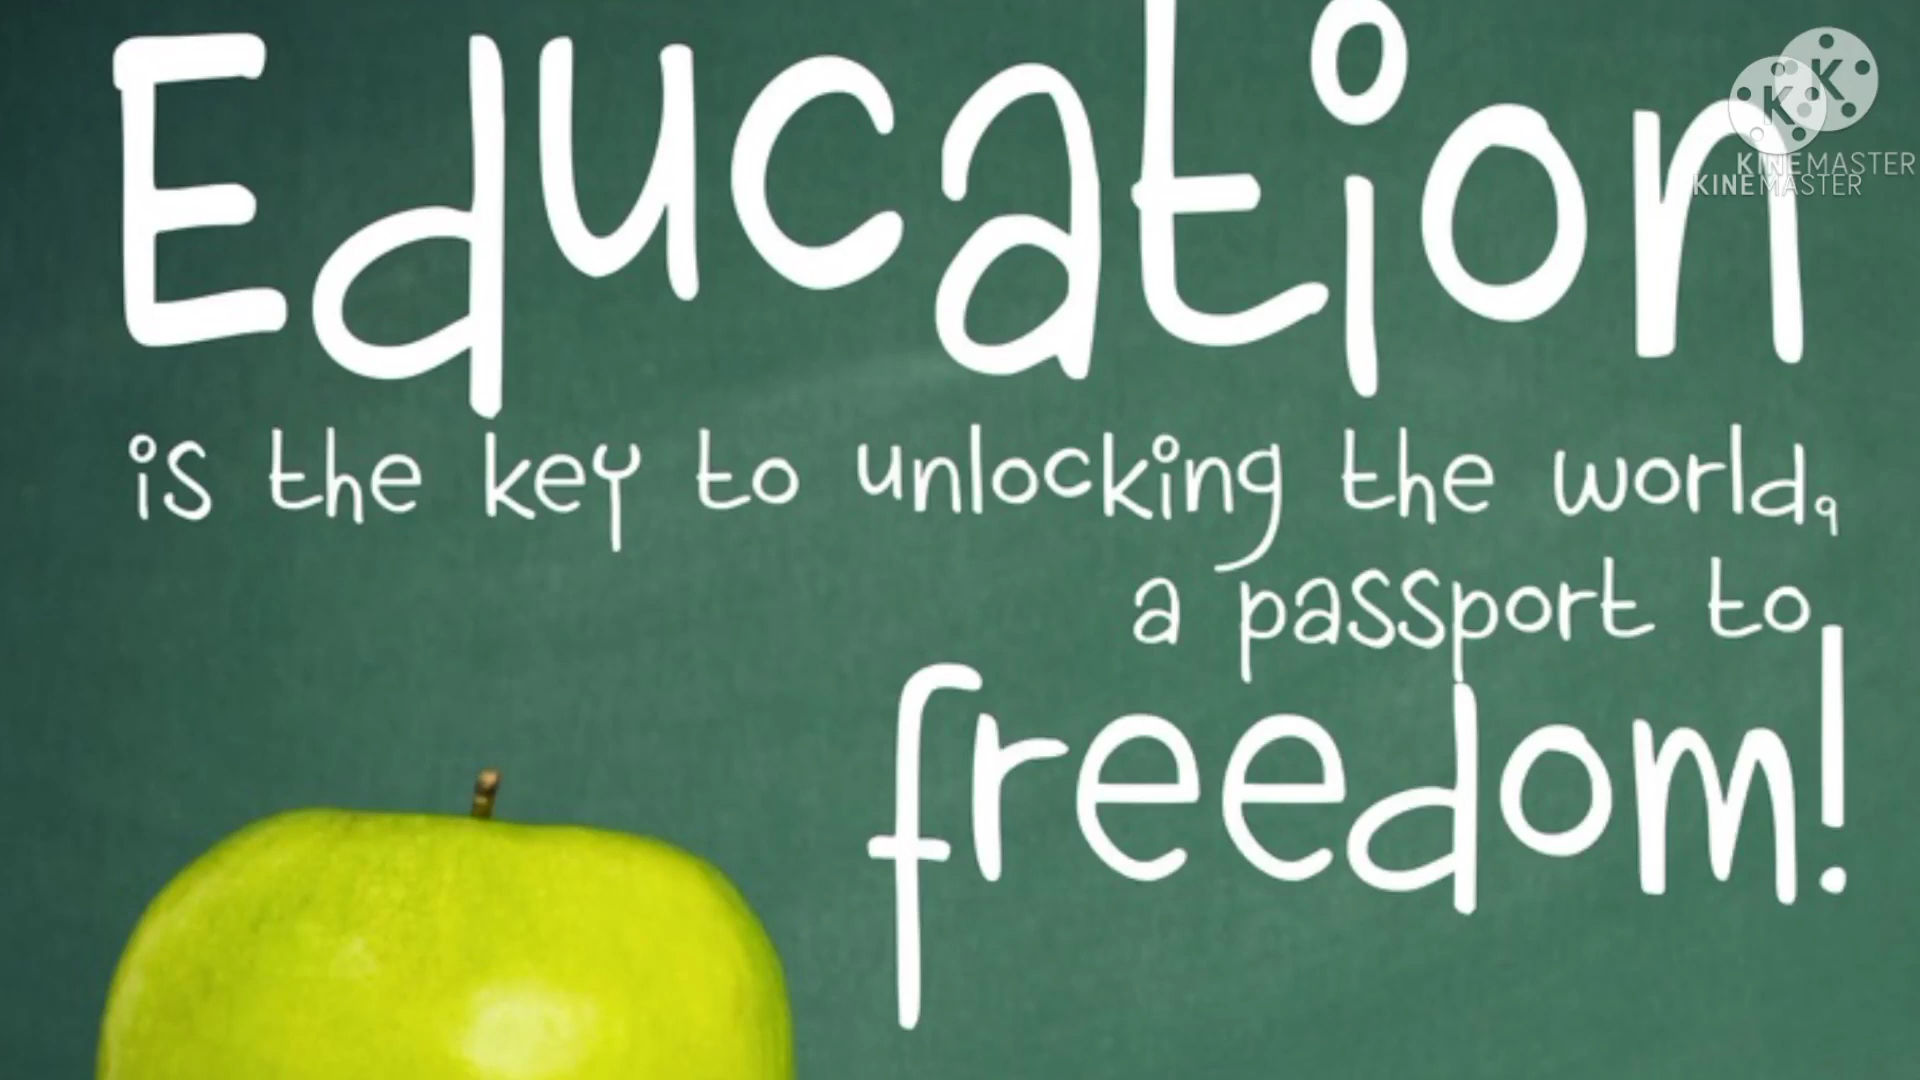 Education
is the key to unlocking the world,
a passport to
freedom!
K
K
KINEMASTER
KINEMASTER